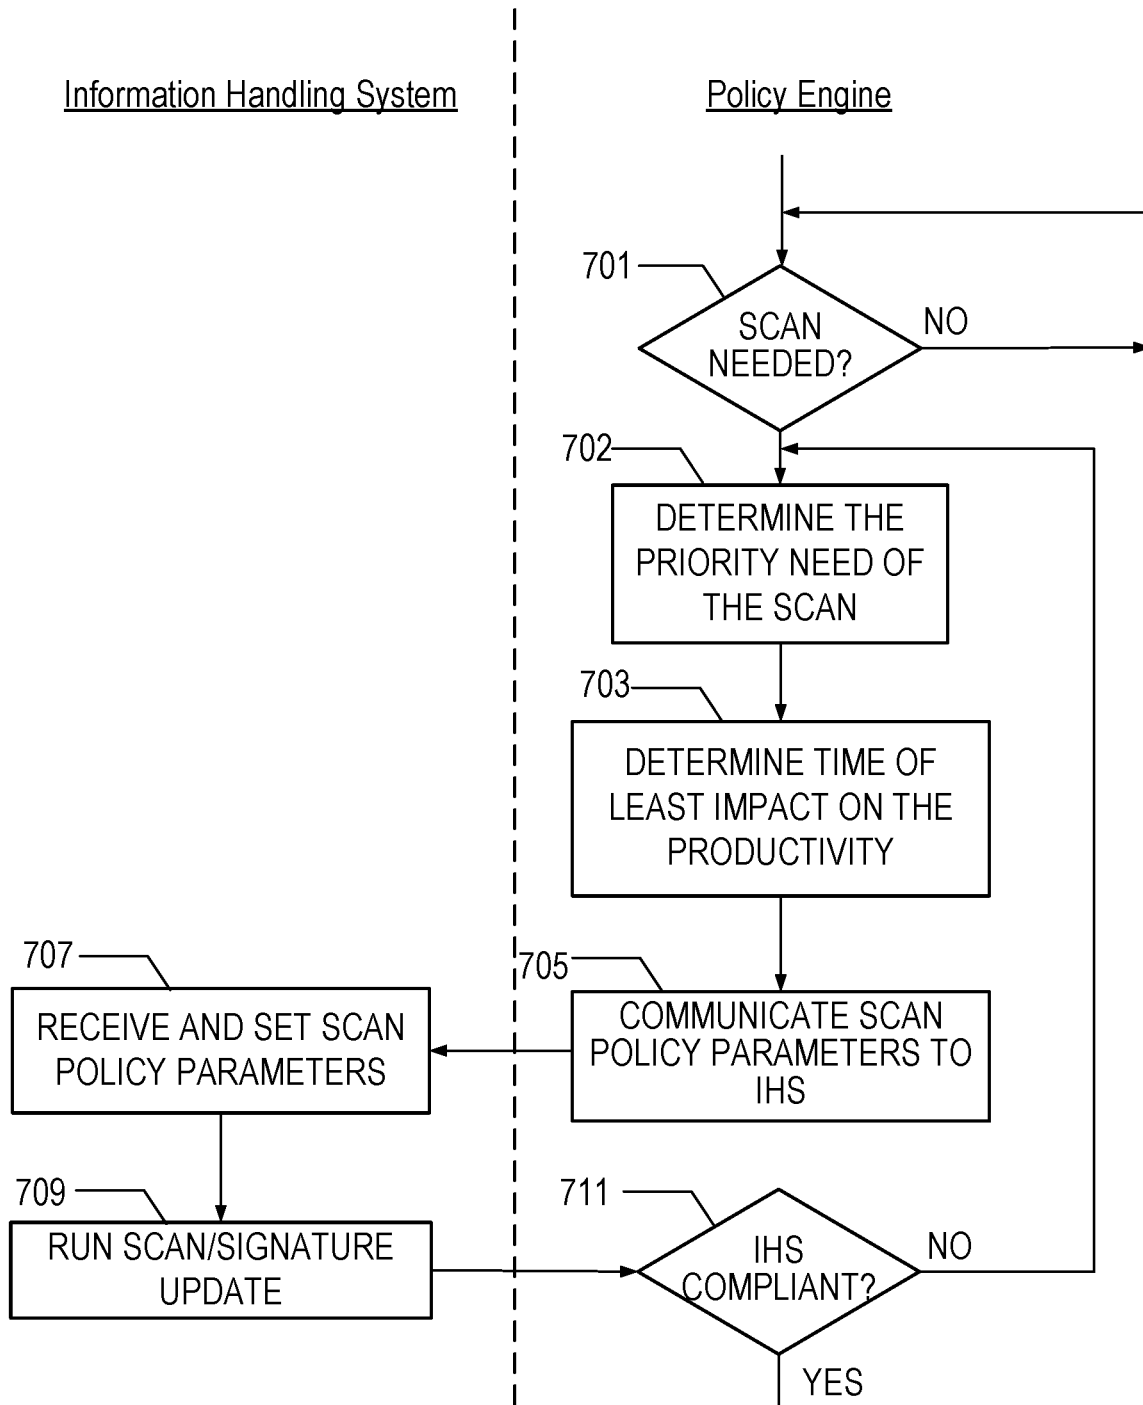 Information Handling System
Policy Engine
701
SCAN
NEEDED?
NO
702
DETERMINE THE
PRIORITY NEED OF
THE SCAN
703
DETERMINE TIME OF
LEAST IMPACT ON THE
PRODUCTIVITY
705
COMMUNICATE SCAN
POLICY PARAMETERS TO
IHS
707
RECEIVE AND SET SCAN
POLICY PARAMETERS
709
RUN SCAN/SIGNATURE
UPDATE
711
IHS
COMPLIANT?
NO
YES